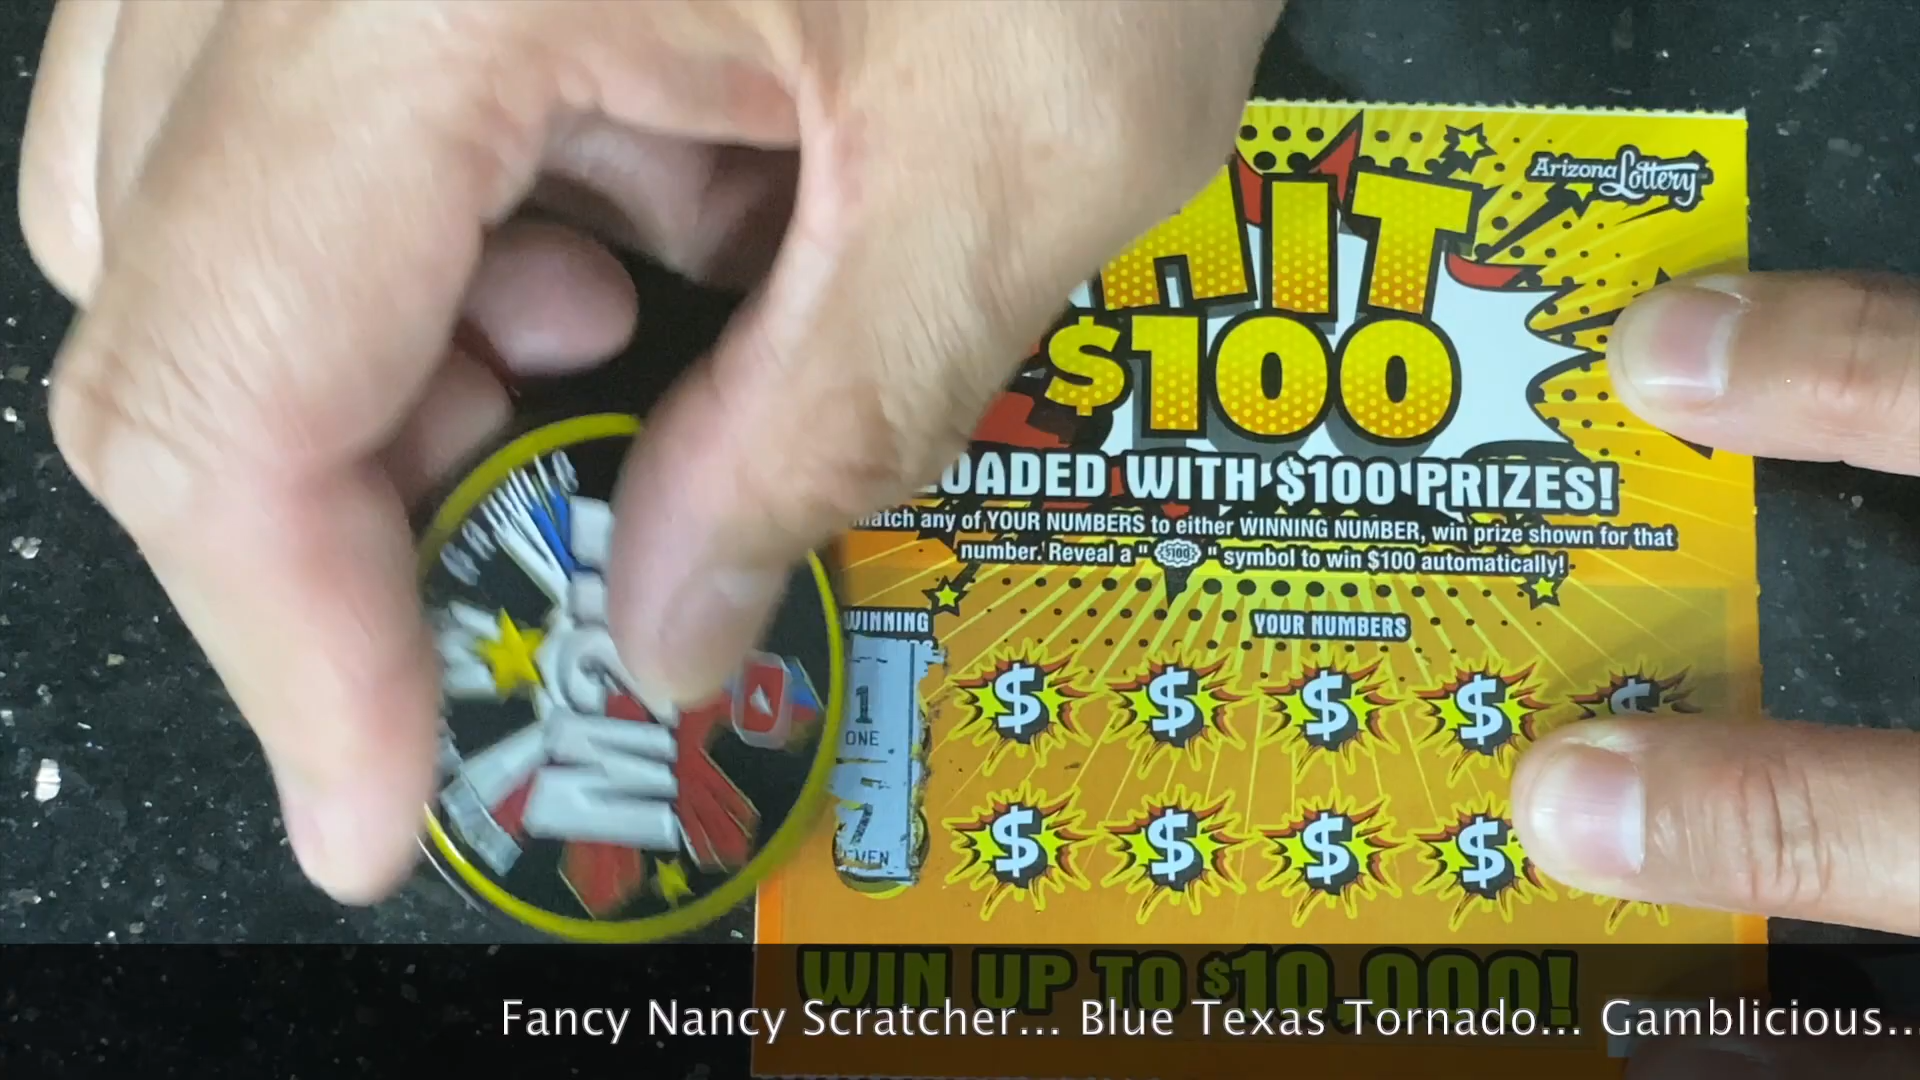 Arizona Lottery
HIT
$100
LOADED WITH $100 PRIZES!
match any of YOUR NUMBERS to either WINNING NUMBER, win prize shown for that
number. Reveal a " $100 " symbol to win $100 automatically!
WINNING
YOUR NUMBERS
1
ONE
$ $ $ $ $
EVEN
$ $ $ $
WIN UP TO $10,000!
Fancy Nancy Scratcher... Blue Texas Tornado... Gamblicious...